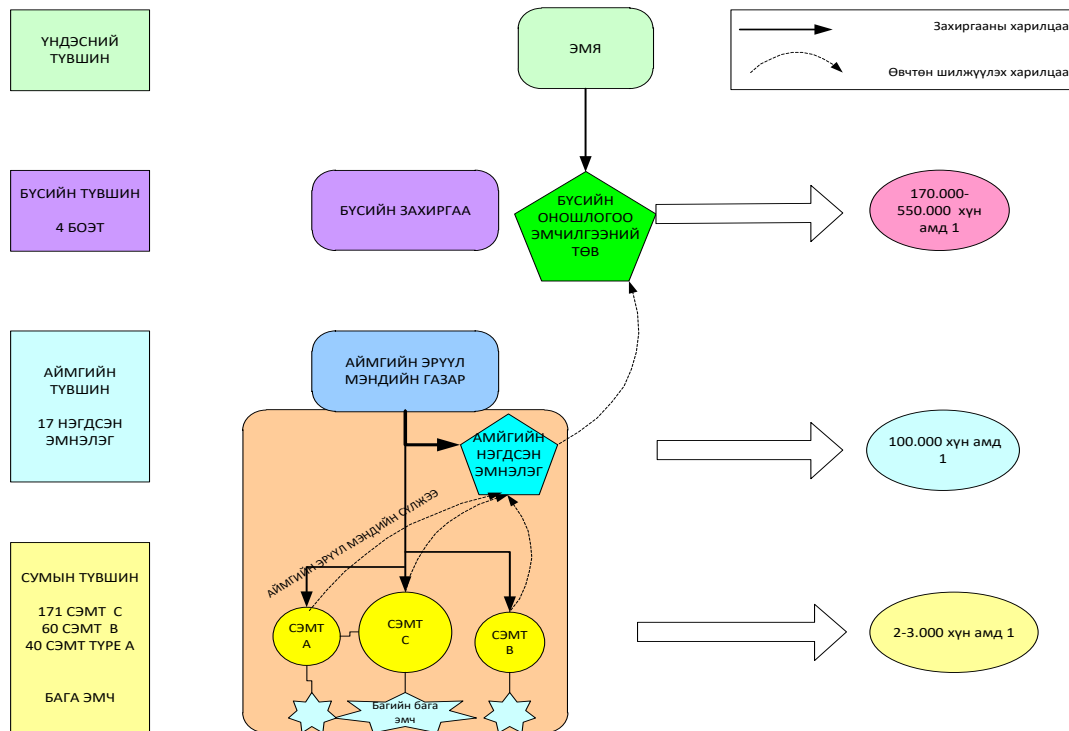 ҮНДЭСНИЙ
ТҮВШИН
ЭМЯ
Захиргааны харилцаа
Өвчтөн шилжүүлэх харилцаа
БҮСИЙН ТҮВШИН
4 БОЭТ
БҮСИЙН ЗАХИРГАА
БҮСИЙН
ОНОШЛОГОО
ЭМЧИЛГЭЭНИЙ
ТӨВ
170.000-
550.000 хүн
амд 1
АЙМГИЙН
ТҮВШИН
17 НЭГДСЭН
ЭМНЭЛЭГ
АЙМГИЙН ЭРҮҮЛ
МЭНДИЙН ГАЗАР
АМЙГИЙН
НЭГДСЭН
ЭМНЭЛЭГ
100.000 хүн амд
1
АЙМГИЙН ЭРҮҮЛ МЭНДИЙН СҮЛЖЭЭ
СУМЫН ТҮВШИН
171 СЭМТ С
60 СЭМТ В
40 СЭМТ ТҮРЕ А
БАГА ЭМЧ
СЭМТ
А
СЭМТ
С
СЭМТ
В
2-3.000 хүн амд 1
Багийн бага
эмч